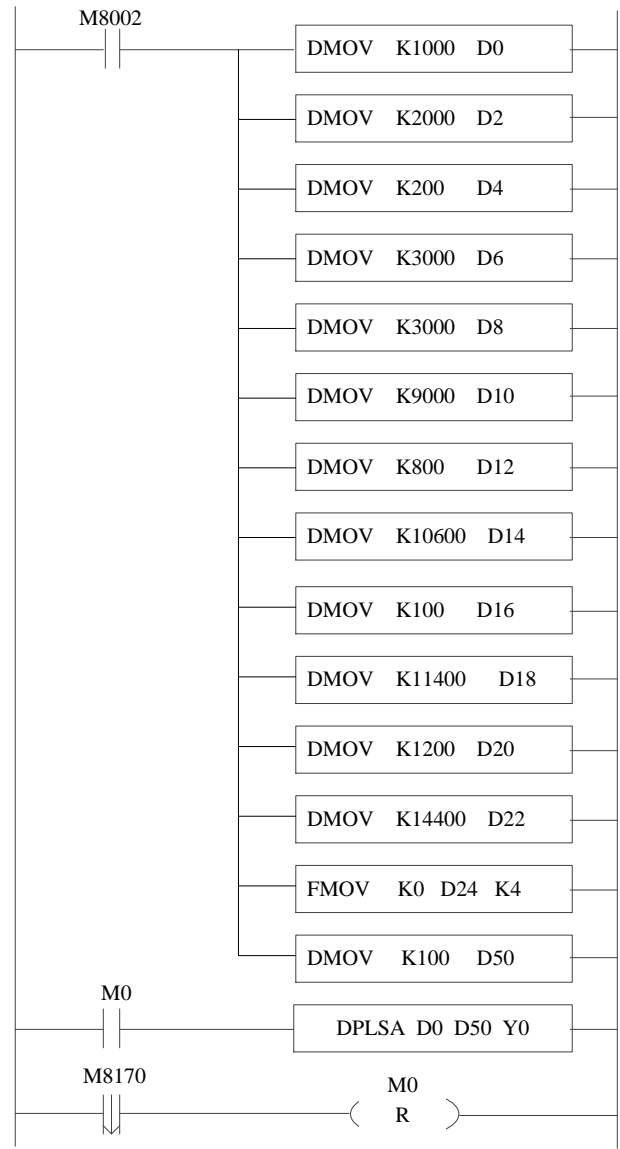 M8002
DMOV K1000 D0
DMOV K2000 D2
DMOV K200 D4
DMOV K3000 D6
DMOV K3000 D8
DMOV K9000 D10
DMOV K800 D12
DMOV K10600 D14
DMOV K100 D16
DMOV K11400 D18
DMOV K1200 D20
DMOV K14400 D22
FMOV K0 D24 K4
DMOV K100 D50
M0
DPLSA D0 D50 Y0
M8170
M0
R